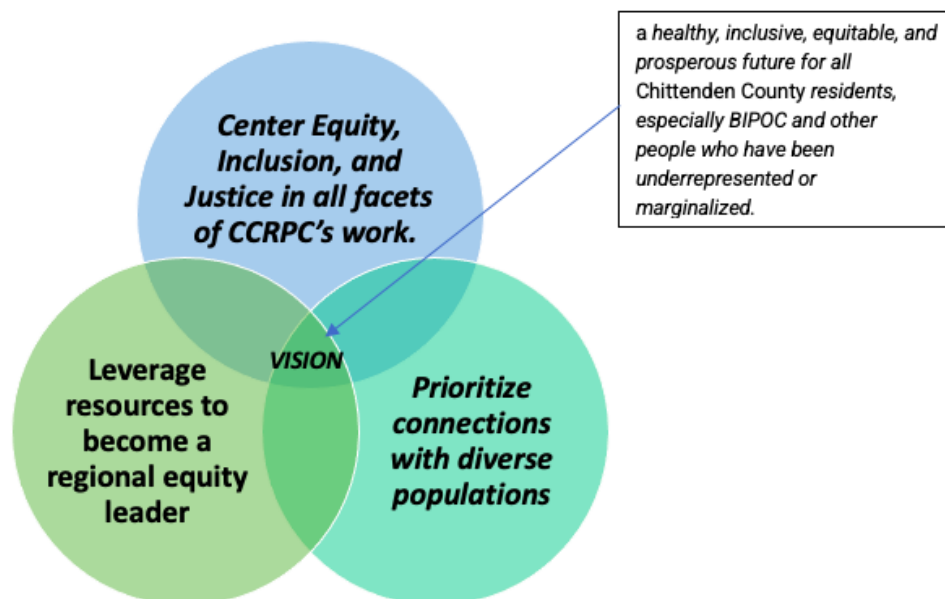 a healthy, inclusive, equitable, and
prosperous future for all
Chittenden County residents,
especially BIPOC and other
people who have been
underrepresented or
marginalized.
Center Equity,
Inclusion, and
Justice in all facets
of CCRPC's work.
VISION
Leverage
resources to
become a
regional equity
leader
Prioritize
connections
with diverse
populations